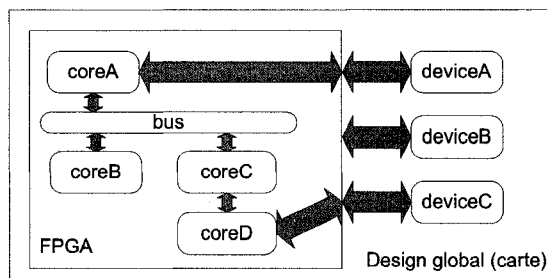 coreA
deviceA
bus
deviceB
coreB
coreC
deviceC
coreD
FPGA
Design global (carte)